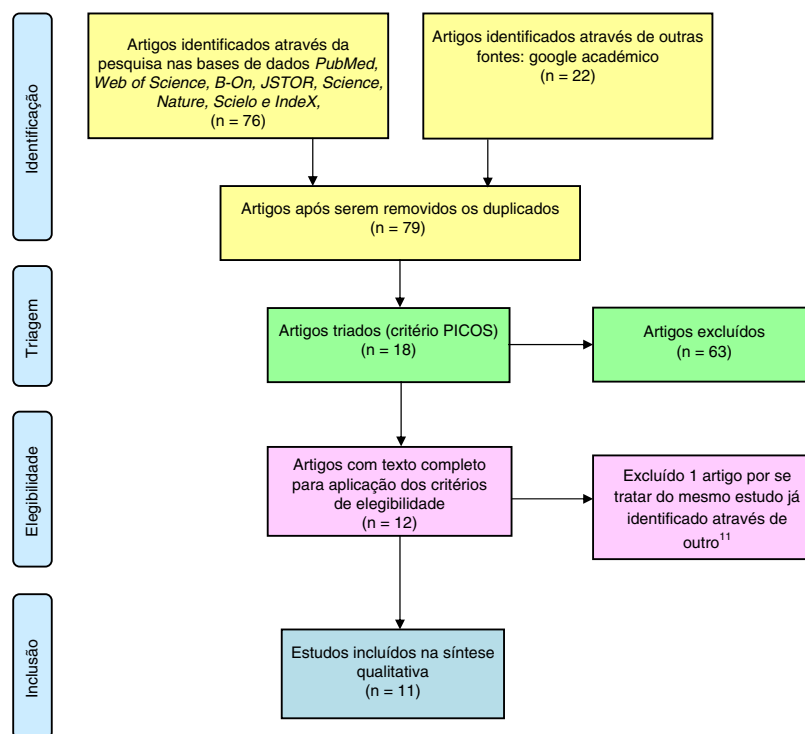 Identificação
Artigos identificados através da
pesquisa nas bases de dados PubMed,
Web of Science, B-On, JSTOR, Science,
Nature, Scielo e IndeX,
(n = 76)
Artigos identificados através de outras
fontes: google académico
(n = 22)
Artigos após serem removidos os duplicados
(n = 79)
Triagem
Artigos triados (critério PICOS)
(n = 18)
Artigos excluídos
(n = 63)
Elegibilidade
Artigos com texto completo
para aplicação dos critérios
de elegibilidade
(n = 12)
Excluído 1 artigo por se
tratar do mesmo estudo já
identificado através de
outro11
Inclusão
Estudos incluídos na síntese
qualitativa
(n = 11)